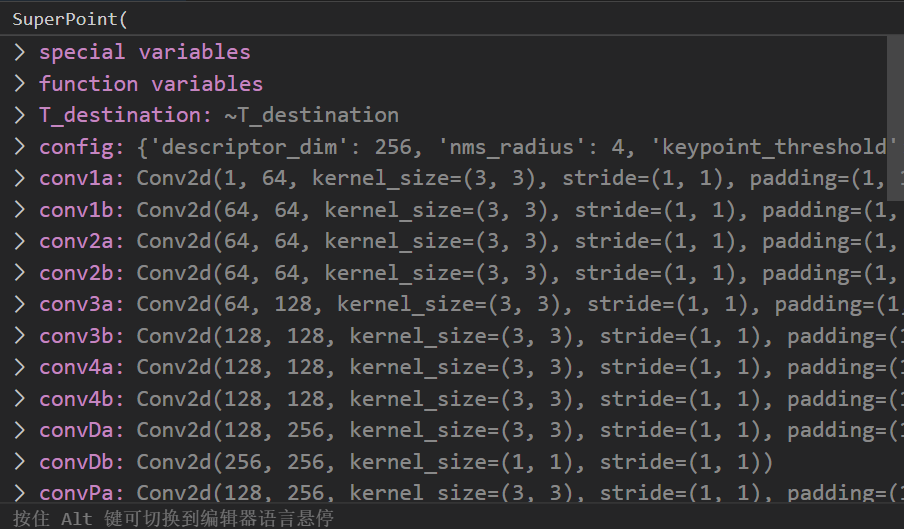 SuperPoint(
> special variables
> function variables
> T_destination: ~T_destination
> config: {'descriptor_dim': 256, 'nms_radius': 4, 'keypoint_threshold'
> conv1a: Conv2d(1, 64, kernel_size=(3, 3), stride=(1, 1), padding=(1, 1
> conv1b: Conv2d(64, 64, kernel_size=(3, 3), stride=(1, 1), padding=(1,
> conv2a: Conv2d(64, 64, kernel_size=(3, 3), stride=(1, 1), padding=(1,
> conv2b: Conv2d(64, 64, kernel_size=(3, 3), stride=(1, 1), padding=(1,
> conv3a: Conv2d(64, 128, kernel_size=(3, 3), stride=(1, 1), padding=(1,
> conv3b: Conv2d(128, 128, kernel_size=(3, 3), stride=(1, 1), padding=(1
> conv4a: Conv2d(128, 128, kernel_size=(3, 3), stride=(1, 1), padding=(1
> conv4b: Conv2d(128, 128, kernel_size=(3, 3), stride=(1, 1), padding=(1
> convDa: Conv2d(128, 256, kernel_size=(3, 3), stride=(1, 1), padding=(1
> convDb: Conv2d(256, 256, kernel_size=(1, 1), stride=(1, 1))
> convPa: Conv2d(128, 256, kernel_size=(3, 3), stride=(1, 1), padding=(1
按住 Alt 键可切换到编辑器语言悬停